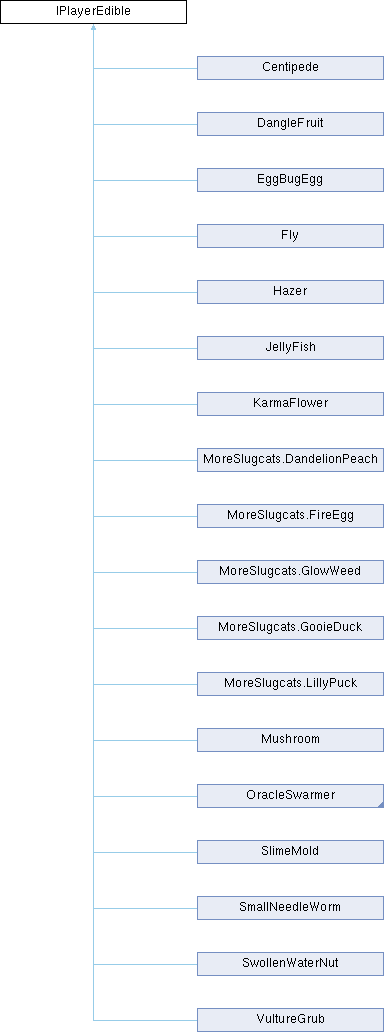 IPlayerEdible
Centipede
DangleFruit
EggBugEgg
Fly
Hazer
JellyFish
KarmaFlower
MoreSlugcats.DandelionPeach
MoreSlugcats.FireEgg
MoreSlugcats.GlowWeed
MoreSlugcats.GooieDuck
MoreSlugcats.LillyPuck
Mushroom
OracleSwarmer
SlimeMold
SmallNeedleWorm
SwollenWaterNut
VultureGrub